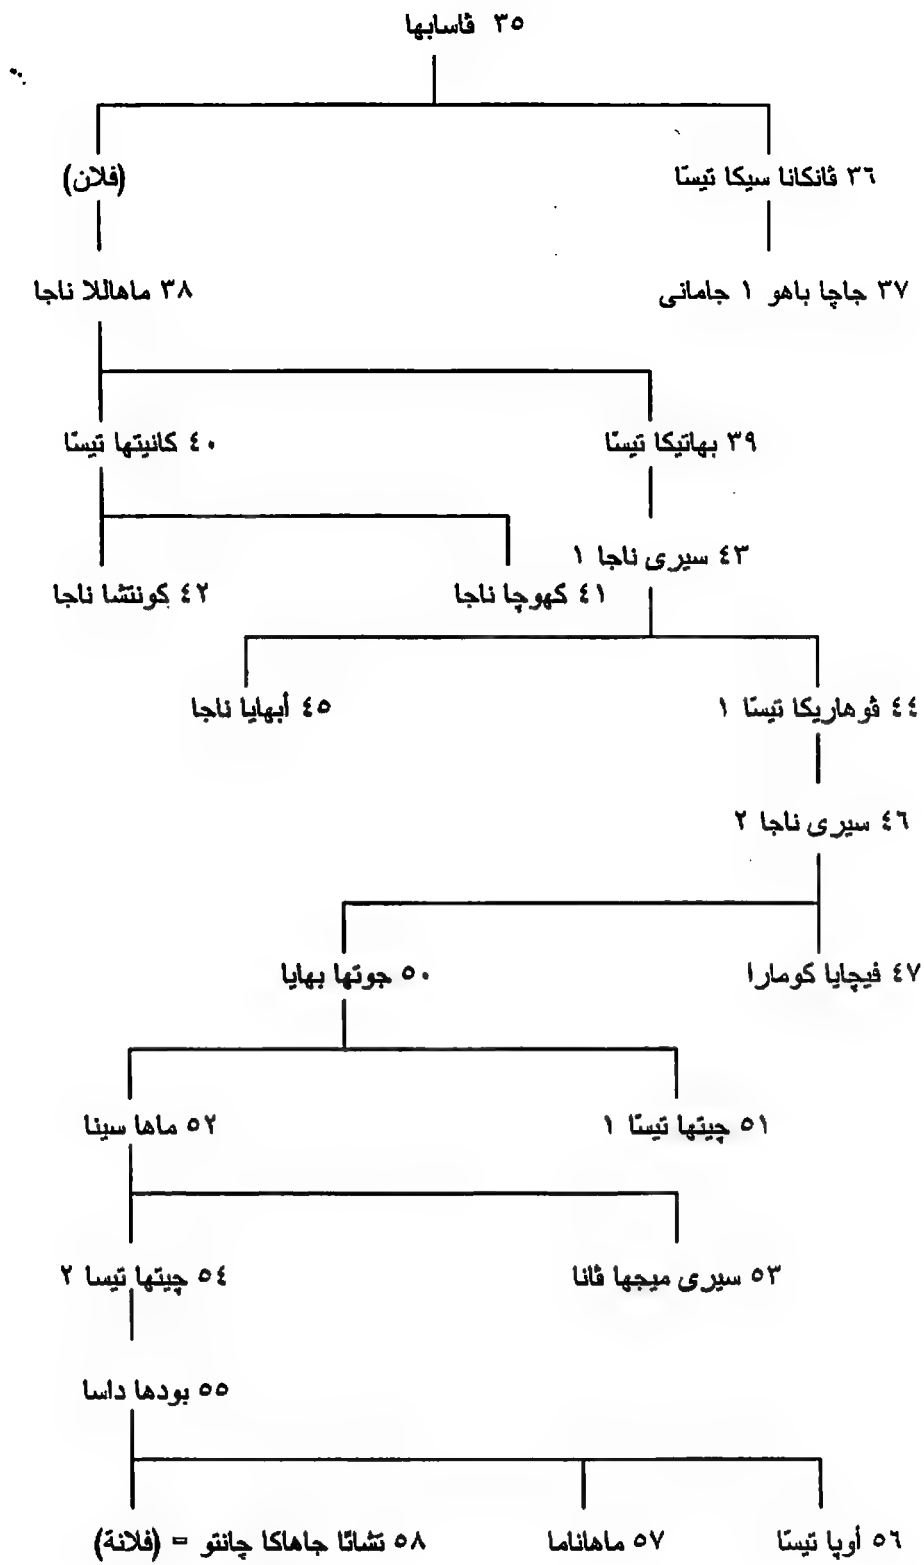 ٣٥ ڤاسابها
٣٦ ڤانكانا سيكا تيسّا (فلان)
٣٧ جاچا باهو ١ جامانى ٣٨ ماهاللا ناجا
٣٩ بهاتيكا تيسّا ٤٠ كانيتها تيسّا
٤٣ سيرى ناجا ١
٤١ كهوچا ناجا ٤٢ كونتشا ناجا
٤٤ ڤوهاريكا تيسّا ١ ٤٥ أبهايا ناجا
٤٦ سيرى ناجا ٢
٤٧ فيچايا كومارا ٥٠ جوتها بهايا
٥١ چيتها تيسّا ١ ٥٢ ماها سينا
٥٣ سيرى ميجها ڤانا ٥٤ چيتها تيسا ٢
٥٥ بودها داسا
٥٦ أوپا تيسّا ٥٧ ماهاناما ٥٨ تشاتّا جاهاكا چانتو = (فلانة)